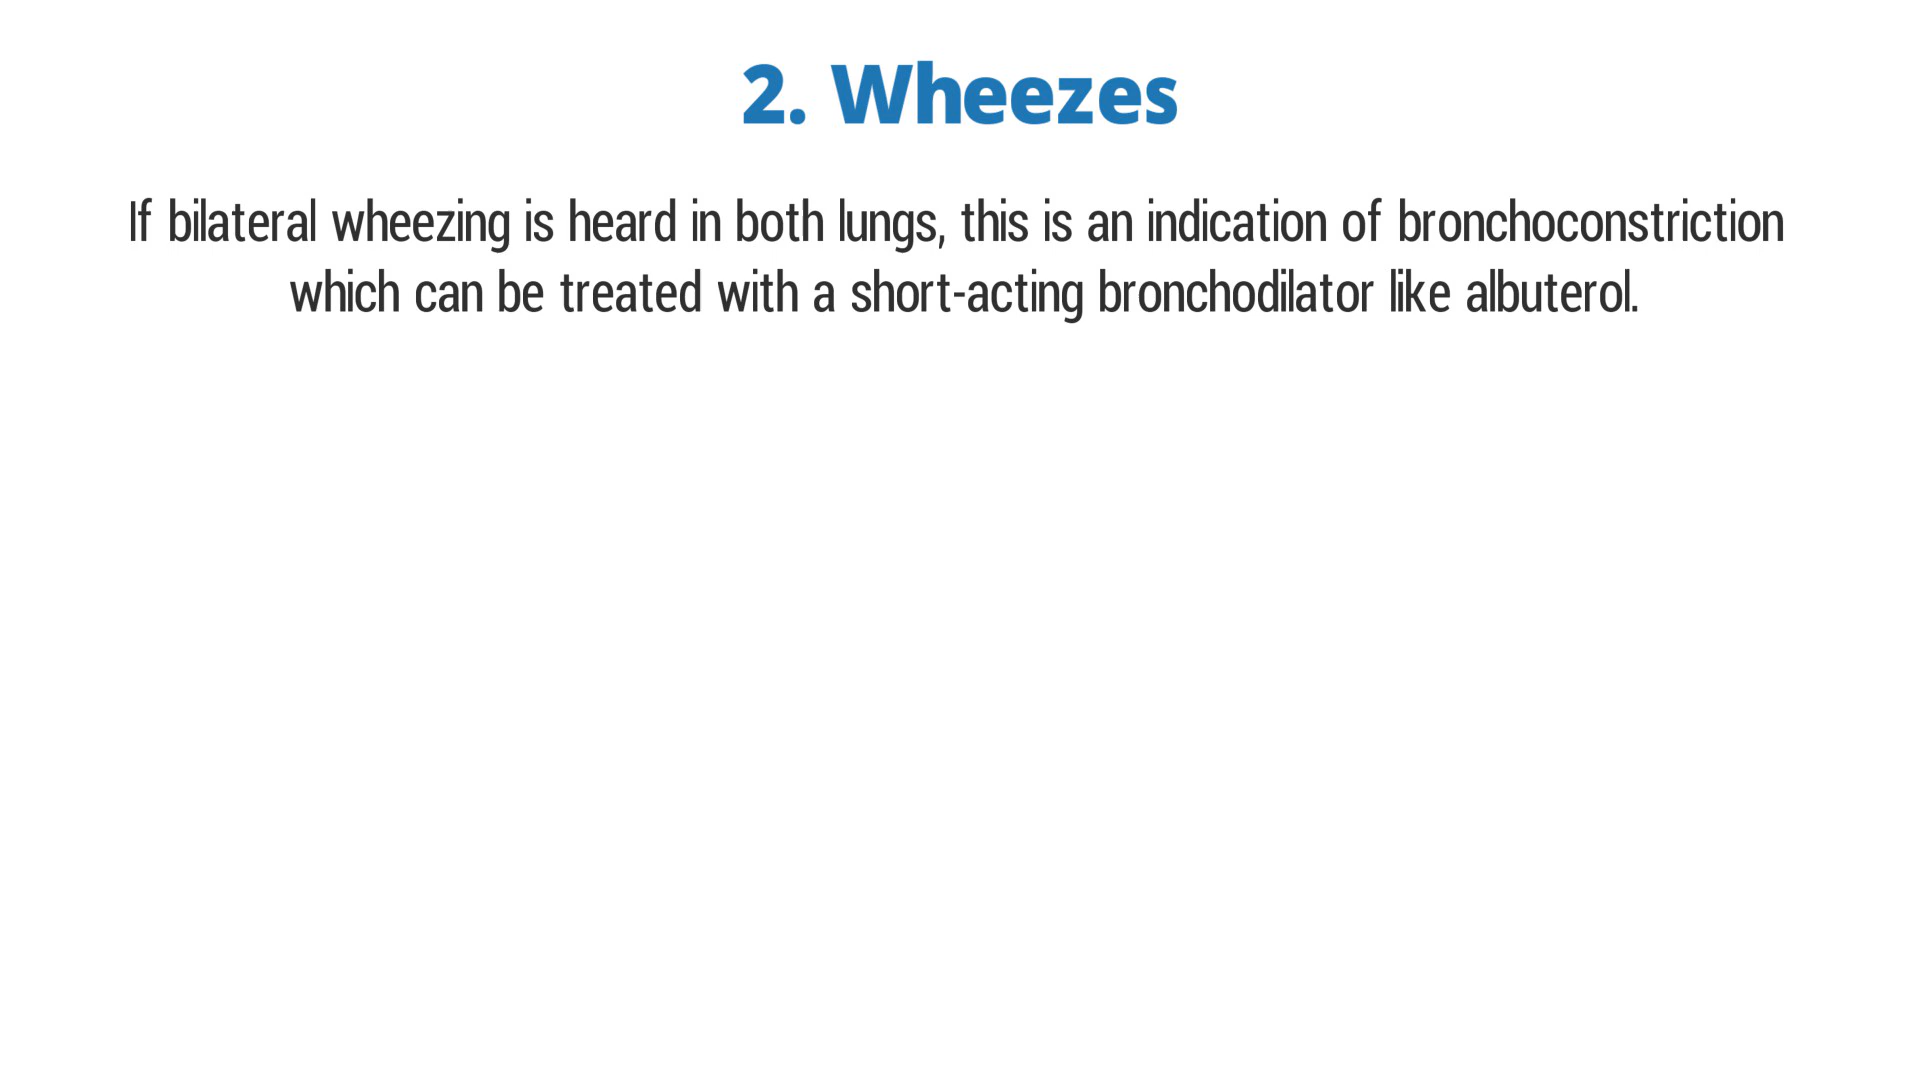 2. Wheezes
If bilateral wheezing is heard in both lungs, this is an indication of bronchoconstriction
which can be treated with a short-acting bronchodilator like albuterol.